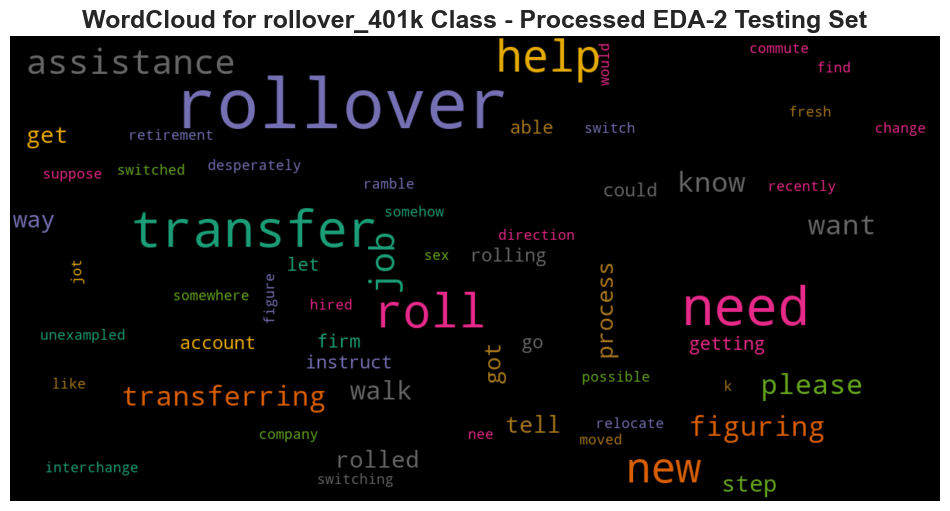 WordCloud for rollover_401k Class - Processed EDA-2 Testing Set
assistance
rollover
help
would
commute
find
get
retirement
able
switch
fresh
change
suppose
switched
desperately
ramble
could
know
recently
way
transfer
somehow
job
direction
want
jot
let
sex
rolling
somewhere
figure
hired
roll
process
need
unexampled
account
firm
instruct
got
go
getting
like
transferring
walk
possible
k
please
company
nee
tell
moved
relocate
figuring
interchange
rolled
switching
new
step